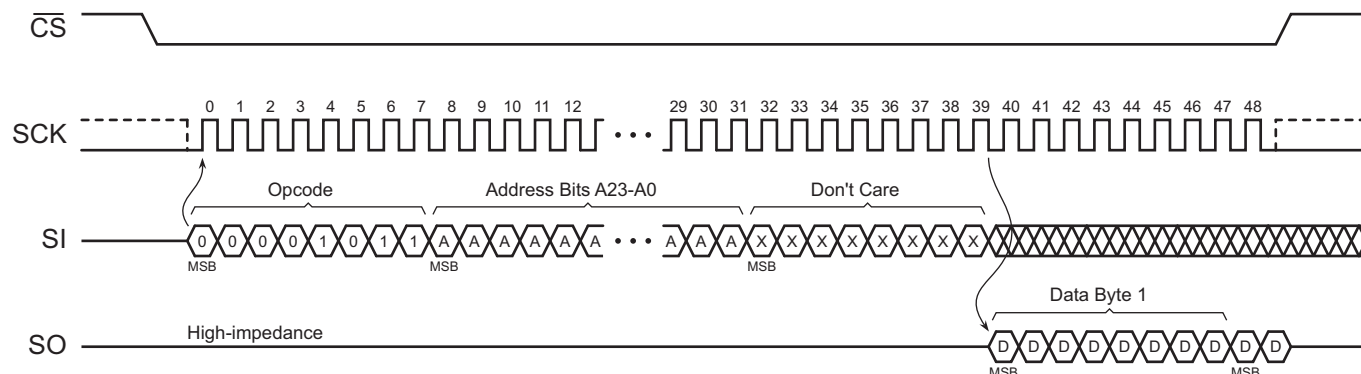 CS
0 1 2 3 4 5 6 7 8 9 10 11 12 29 30 31 32 33 34 35 36 37 38 39 40 41 42 43 44 45 46 47 48
SCK • • •
Opcode Address Bits A23-A0 Don't Care
SI 0 0 0 0 1 0 1 1 A A A A A A • • • A A A X X X X X X X X
MSB MSB MSB
Data Byte 1
High-impedance
SO D D D D D D D D D D
MSB MSB